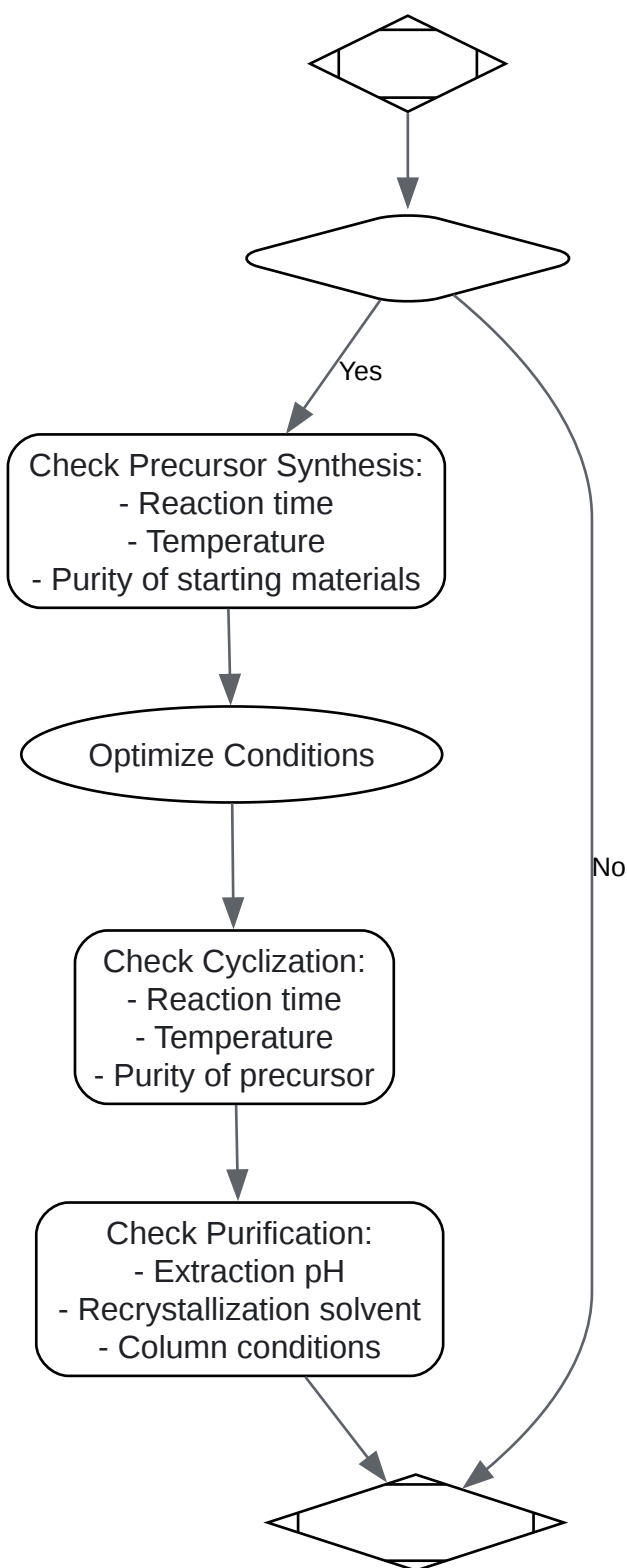 Yes
Check Precursor Synthesis:
- Reaction time
- Temperature
- Purity of starting materials
Optimize Conditions
No
Check Cyclization:
- Reaction time
- Temperature
- Purity of precursor
Check Purification:
- Extraction pH
- Recrystallization solvent
- Column conditions